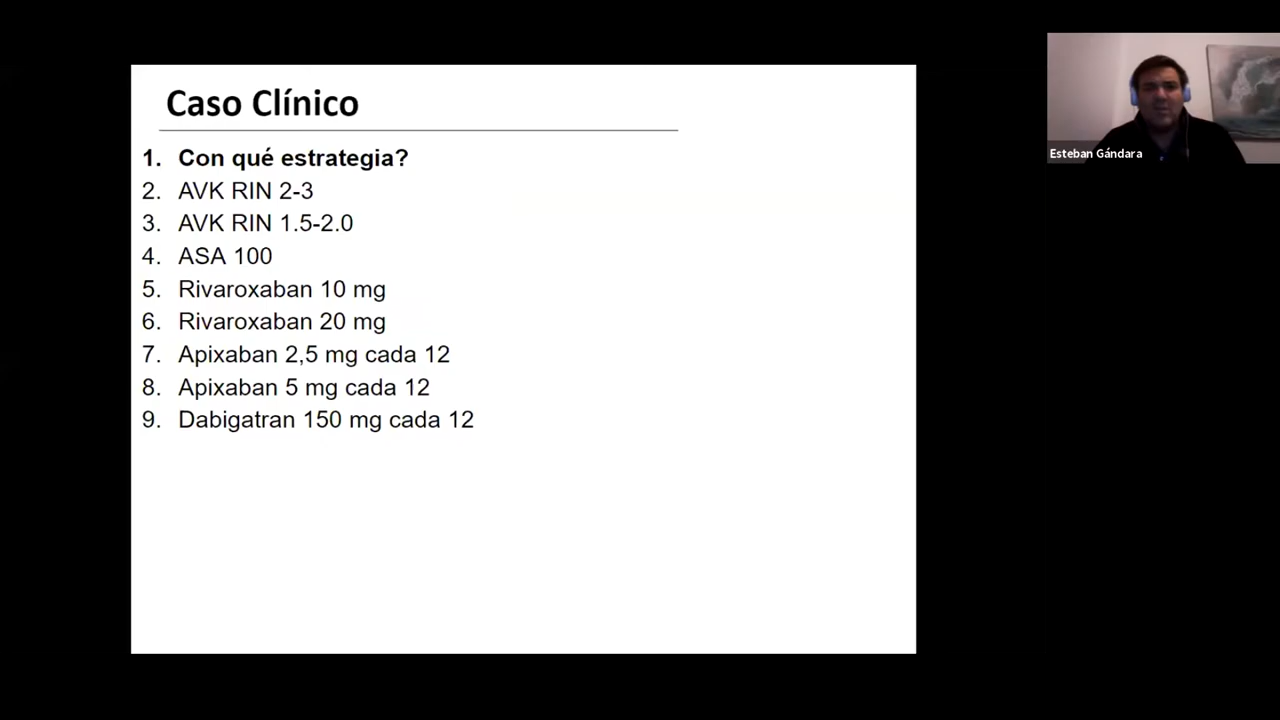 Caso Clínico
1. Con qué estrategia?
2. AVK RIN 2-3
3. AVK RIN 1.5-2.0
4. ASA 100
5. Rivaroxaban 10 mg
6. Rivaroxaban 20 mg
7. Apixaban 2,5 mg cada 12
8. Apixaban 5 mg cada 12
9. Dabigatran 150 mg cada 12
Esteban Gándara